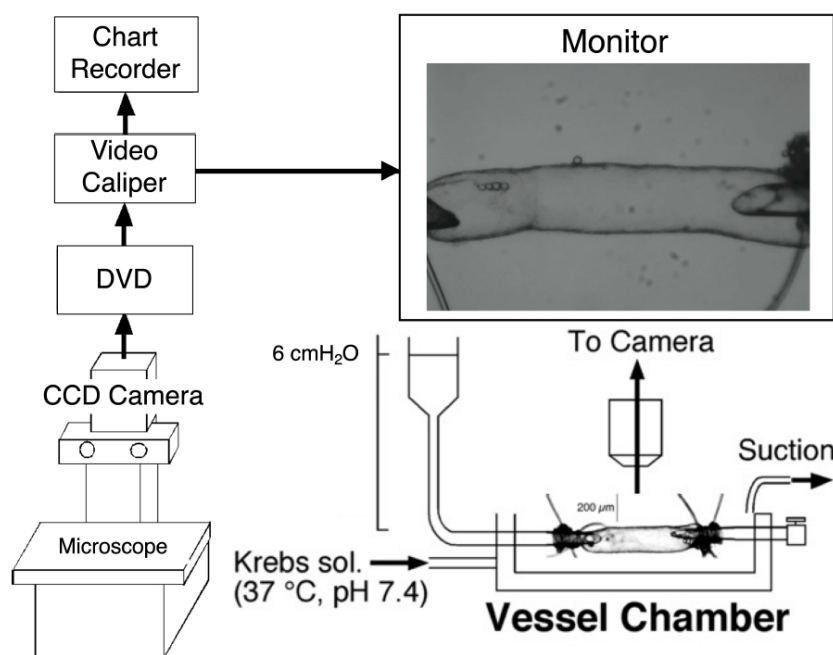 Chart
Recorder
Video
Caliper
DVD
CCD Camera
Microscope
Monitor
6 cmH₂O
To Camera
Suction
200 µm
Krebs sol.
(37 °C, pH 7.4)
Vessel Chamber